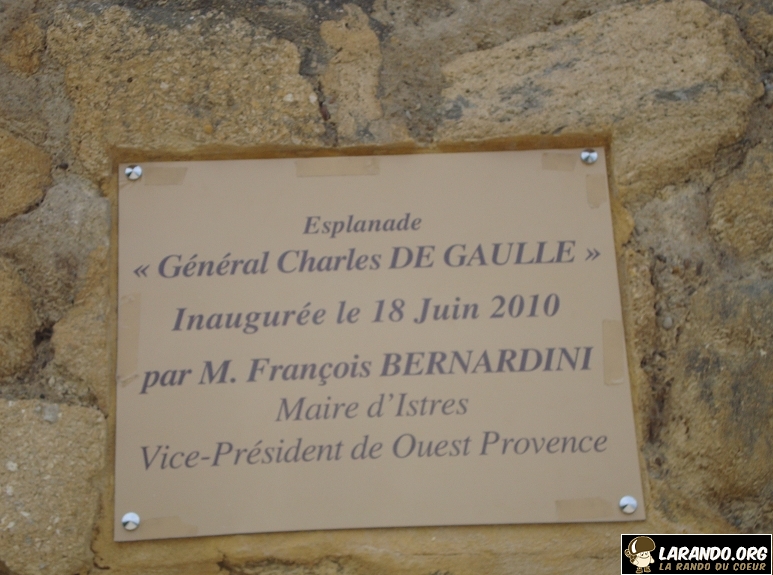 Esplanade
« Général Charles DE GAULLE »
Inaugurée le 18 Juin 2010
par M. François BERNARDINI
Maire d'Istres
Vice-Président de Ouest Provence
LARANDO.ORG
LA RANDO DU COEUR